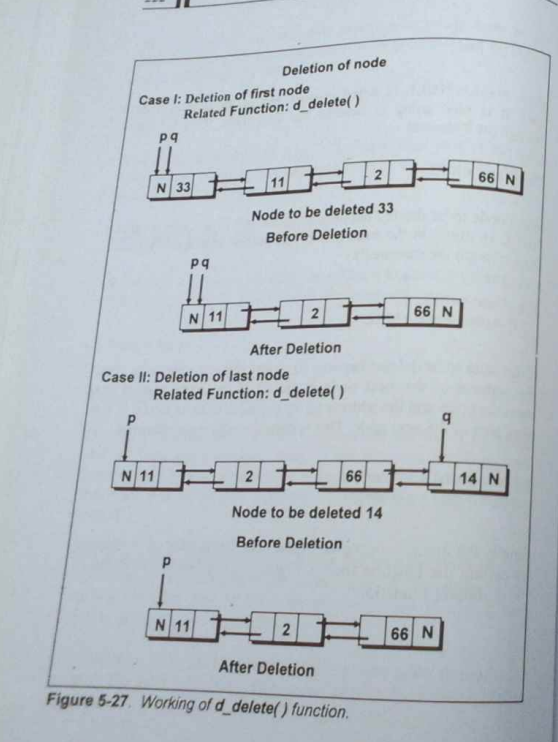 Deletion of node
Case I: Deletion of first node
Related Function: d_delete( )
p q
N 33 11 2 66 N
Node to be deleted 33
Before Deletion
p q
N 11 2 66 N
After Deletion
Case II: Deletion of last node
Related Function: d_delete( )
p q
N 11 2 66 14 N
Node to be deleted 14
Before Deletion
p
N 11 2 66 N
After Deletion
Figure 5-27. Working of d_delete( ) function.